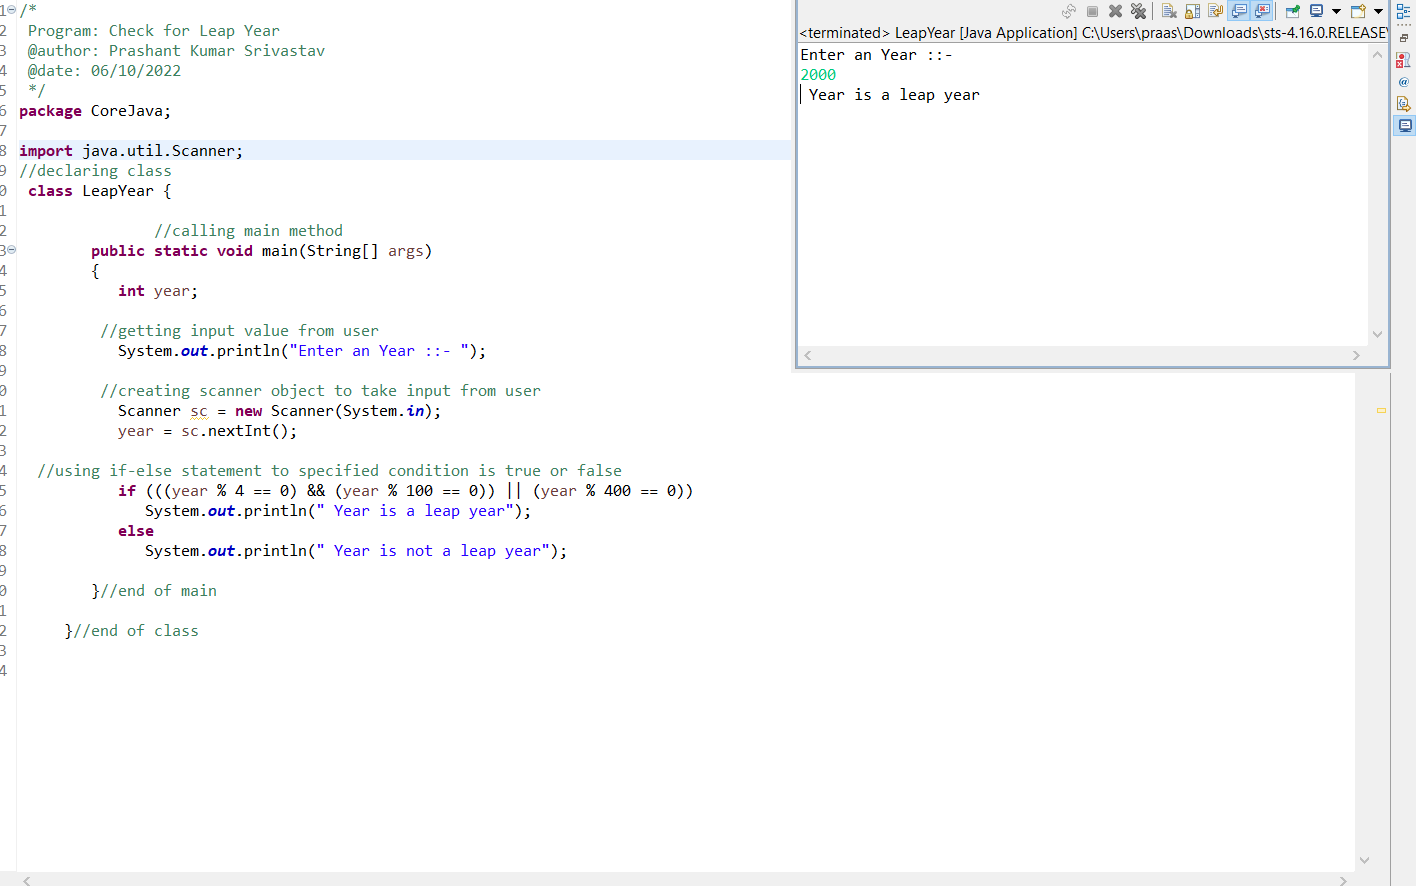 1 /*
2 Program: Check for Leap Year
3 @author: Prashant Kumar Srivastav
4 @date: 06/10/2022
5 */
6 package CoreJava;
7
8 import java.util.Scanner;
9 //declaring class
0 class LeapYear {
1
2 //calling main method
3 public static void main(String[] args)
4 {
5 int year;
6
7 //getting input value from user
8 System.out.println("Enter an Year ::- ");
9
0 //creating scanner object to take input from user
1 Scanner sc = new Scanner(System.in);
2 year = sc.nextInt();
3
4 //using if-else statement to specified condition is true or false
5 if (((year % 4 == 0) && (year % 100 == 0)) || (year % 400 == 0))
6 System.out.println(" Year is a leap year");
7 else
8 System.out.println(" Year is not a leap year");
9
0 }//end of main
1
2 }//end of class
3
4
<terminated> LeapYear [Java Application] C:\Users\praas\Downloads\sts-4.16.0.RELEASE\
Enter an Year ::-
2000
Year is a leap year